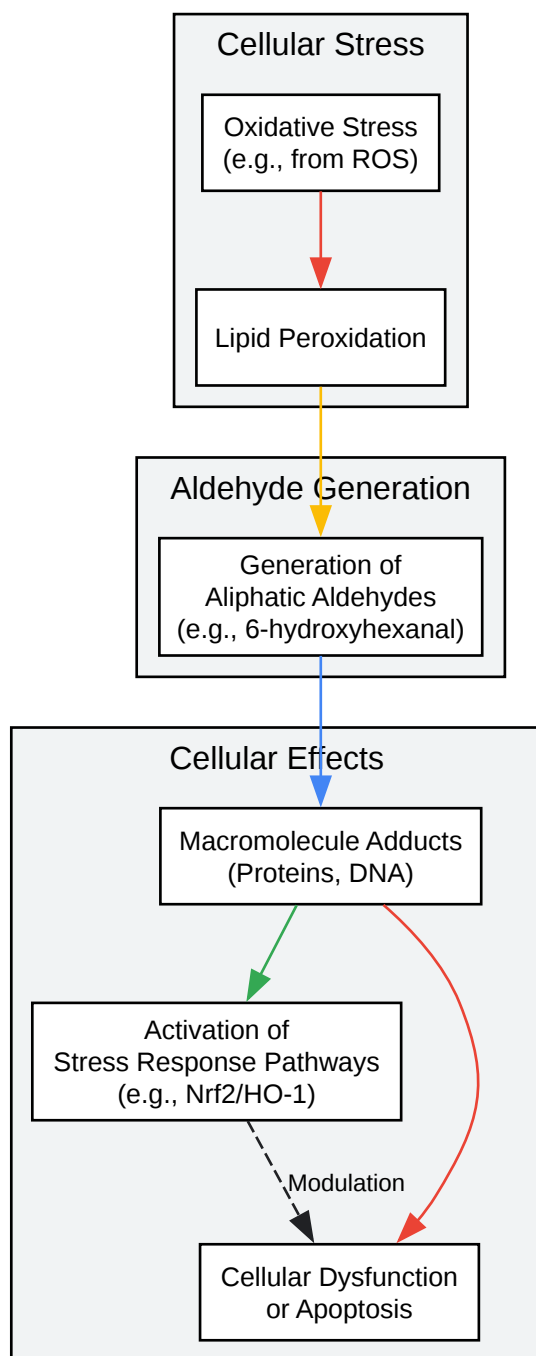 Cellular Stress
Oxidative Stress
(e.g., from ROS)
Lipid Peroxidation
Aldehyde Generation
Generation of
Aliphatic Aldehydes
(e.g., 6-hydroxyhexanal)
Cellular Effects
Macromolecule Adducts
(Proteins, DNA)
Activation of
Stress Response Pathways
(e.g., Nrf2/HO-1)
Modulation
Cellular Dysfunction
or Apoptosis